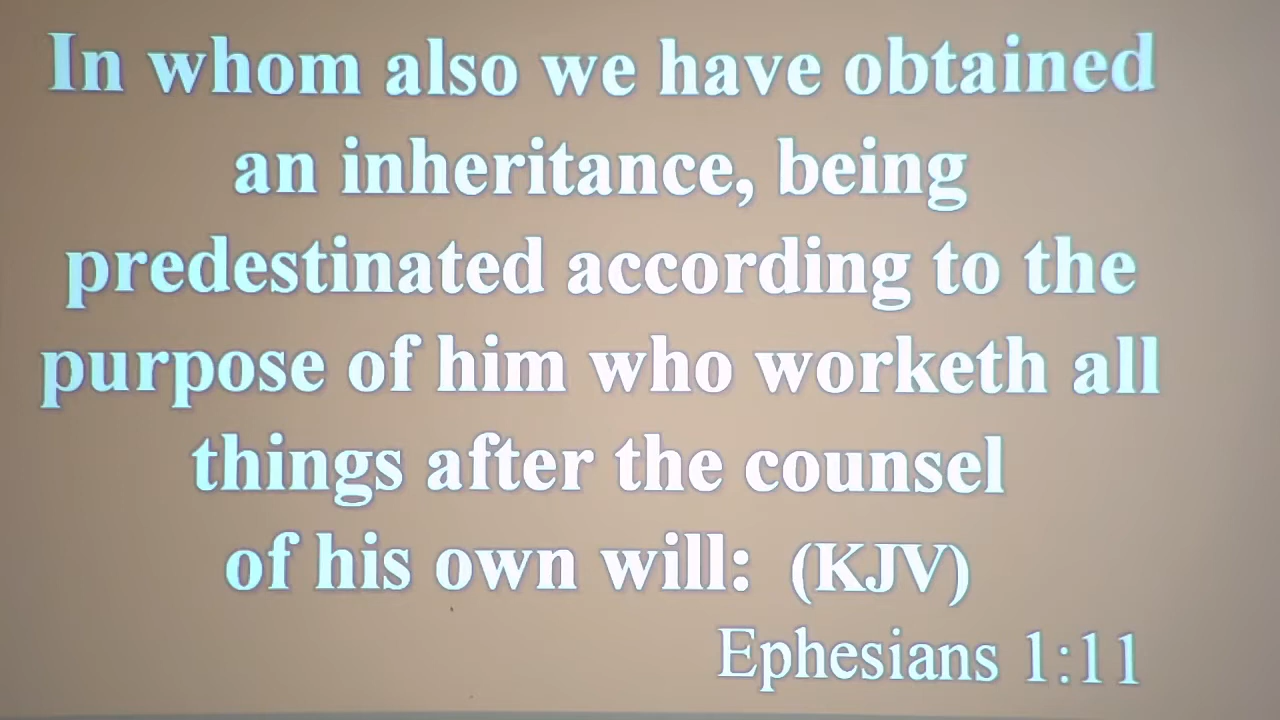 In whom also we have obtained
an inheritance, being
predestinated according to the
purpose of him who worketh all
things after the counsel
of his own will: (KJV)
Ephesians 1:11